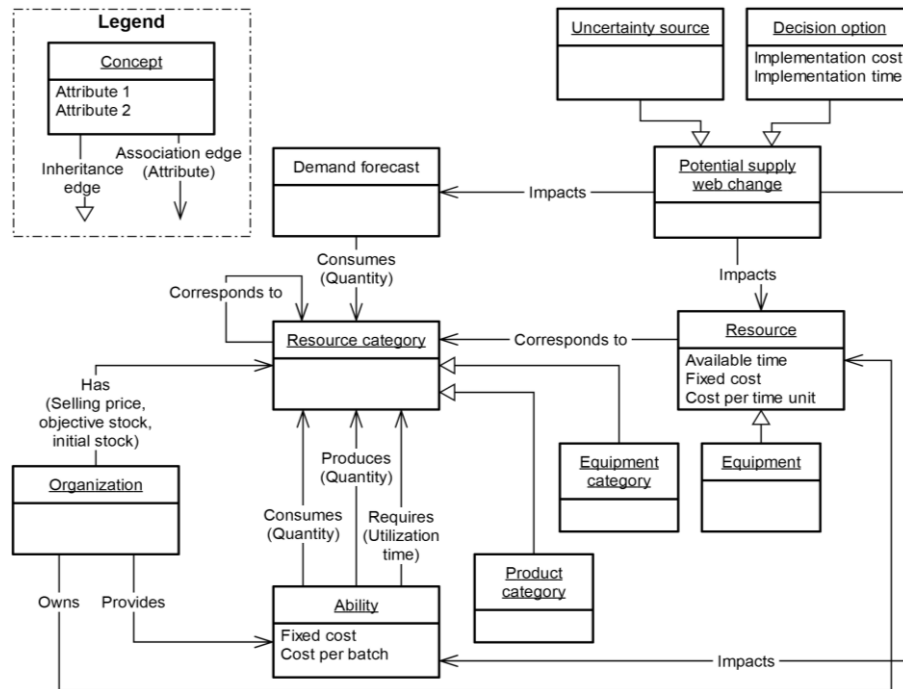 Legend
Concept
Attribute 1
Attribute 2
Inheritance
edge
Association edge
(Attribute)
Uncertainty source
Decision option
Implementation cost
Implementation time
Demand forecast
Impacts
Potential supply
web change
Consumes
(Quantity)
Impacts
Corresponds to
Resource category
Corresponds to
Resource
Available time
Fixed cost
Cost per time unit
Has
(Selling price,
objective stock,
initial stock)
Organization
Consumes
(Quantity)
Produces
(Quantity)
Requires
(Utilization
time)
Equipment
category
Equipment
Product
category
Owns
Provides
Ability
Fixed cost
Cost per batch
Impacts